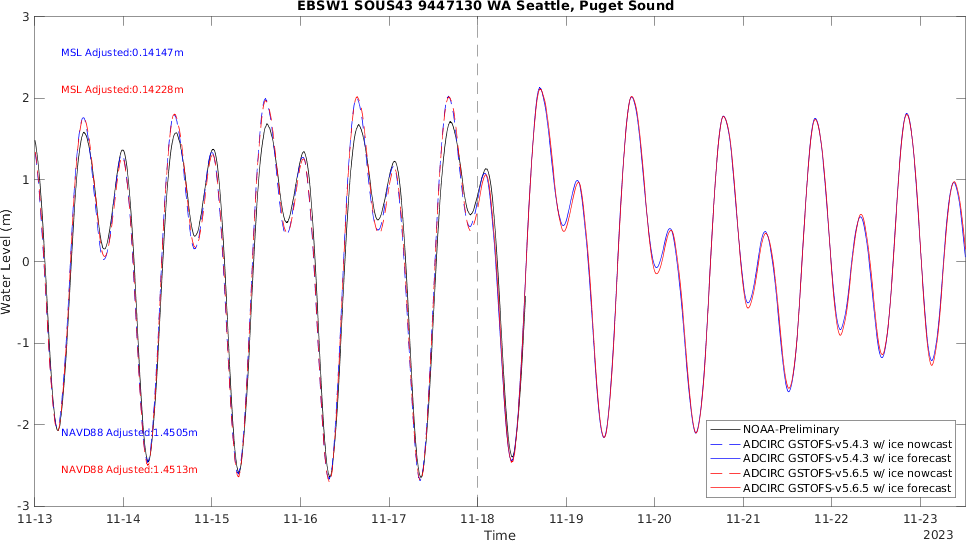 EBSW1 SOUS43 9447130 WA Seattle, Puget Sound
3
MSL Adjusted:0.14147m
MSL Adjusted:0.14228m
2
1
0
-1
-2
-3
Water Level (m)
NAVD88 Adjusted:1.4505m
NAVD88 Adjusted:1.4513m
NOAA-Preliminary
ADCIRC GSTOFS-v5.4.3 w/ ice nowcast
ADCIRC GSTOFS-v5.4.3 w/ ice forecast
ADCIRC GSTOFS-v5.6.5 w/ ice nowcast
ADCIRC GSTOFS-v5.6.5 w/ ice forecast
11-13 11-14 11-15 11-16 11-17 11-18 11-19 11-20 11-21 11-22 11-23
Time
2023